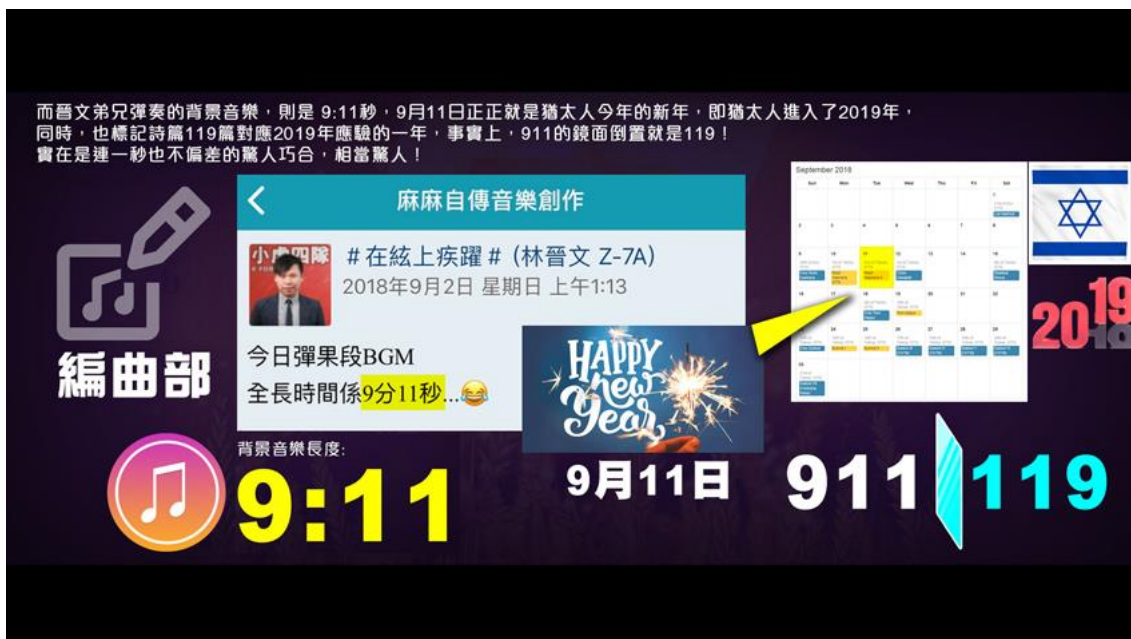 而晉文弟兄彈奏的背景音樂，則是 9:11秒，9月11日正正就是猶太人今年的新年，即猶太人進入了2019年，
同時，也標記詩篇119篇對應2019年應驗的一年，事實上，911的鏡面倒置就是119！
實在是連一秒也不偏差的驚人巧合，相當驚人！
麻麻自傳音樂創作
小虎四隊
#在絃上疾躍# (林晉文 Z-7A)
2018年9月2日 星期日 上午1:13
今日彈果段BGM
全長時間係9分11秒...😂
編曲部
背景音樂長度:
9:11
HAPPY
new
Year
9月11日
September 2018
Sun Mon Tue Wed Thu Fri Sat
2019
911 119